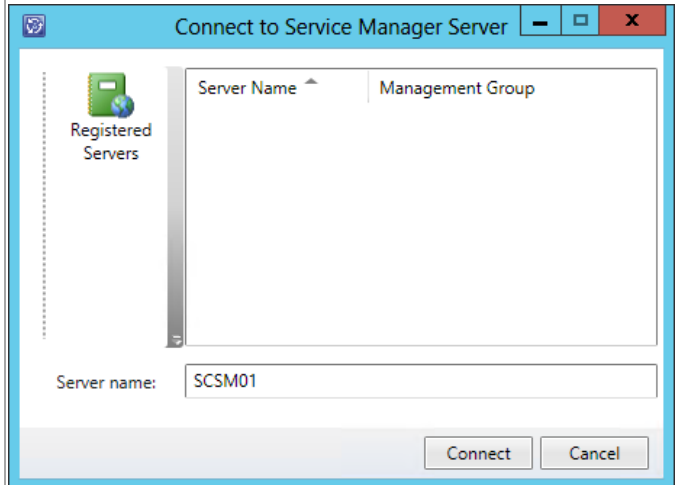 Connect to Service Manager Server
Registered
Servers
Server Name
Management Group
Server name:
SCSM01
Connect
Cancel